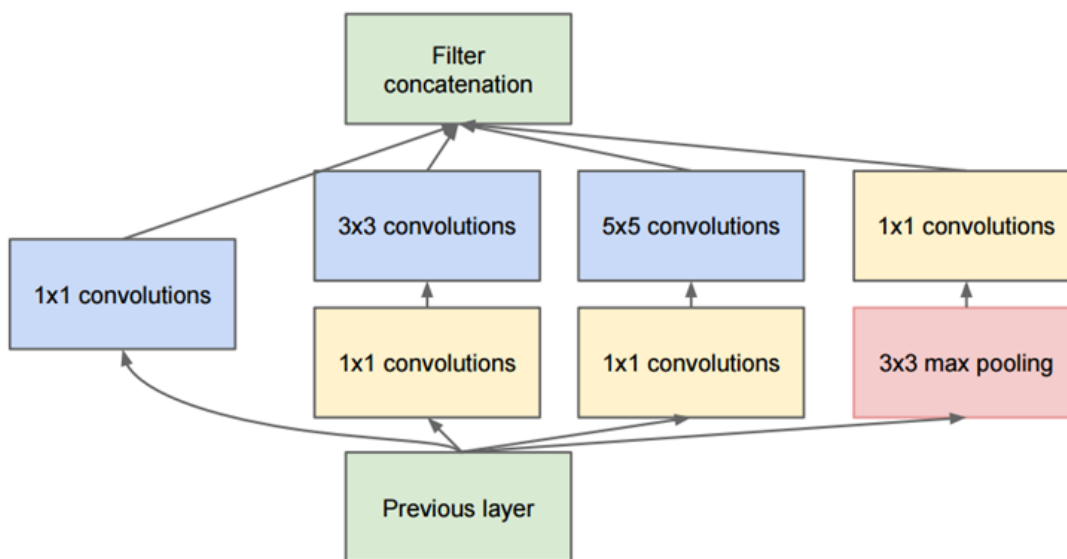 Filter
concatenation
3x3 convolutions
5x5 convolutions
1x1 convolutions
1x1 convolutions
1x1 convolutions
1x1 convolutions
3x3 max pooling
Previous layer